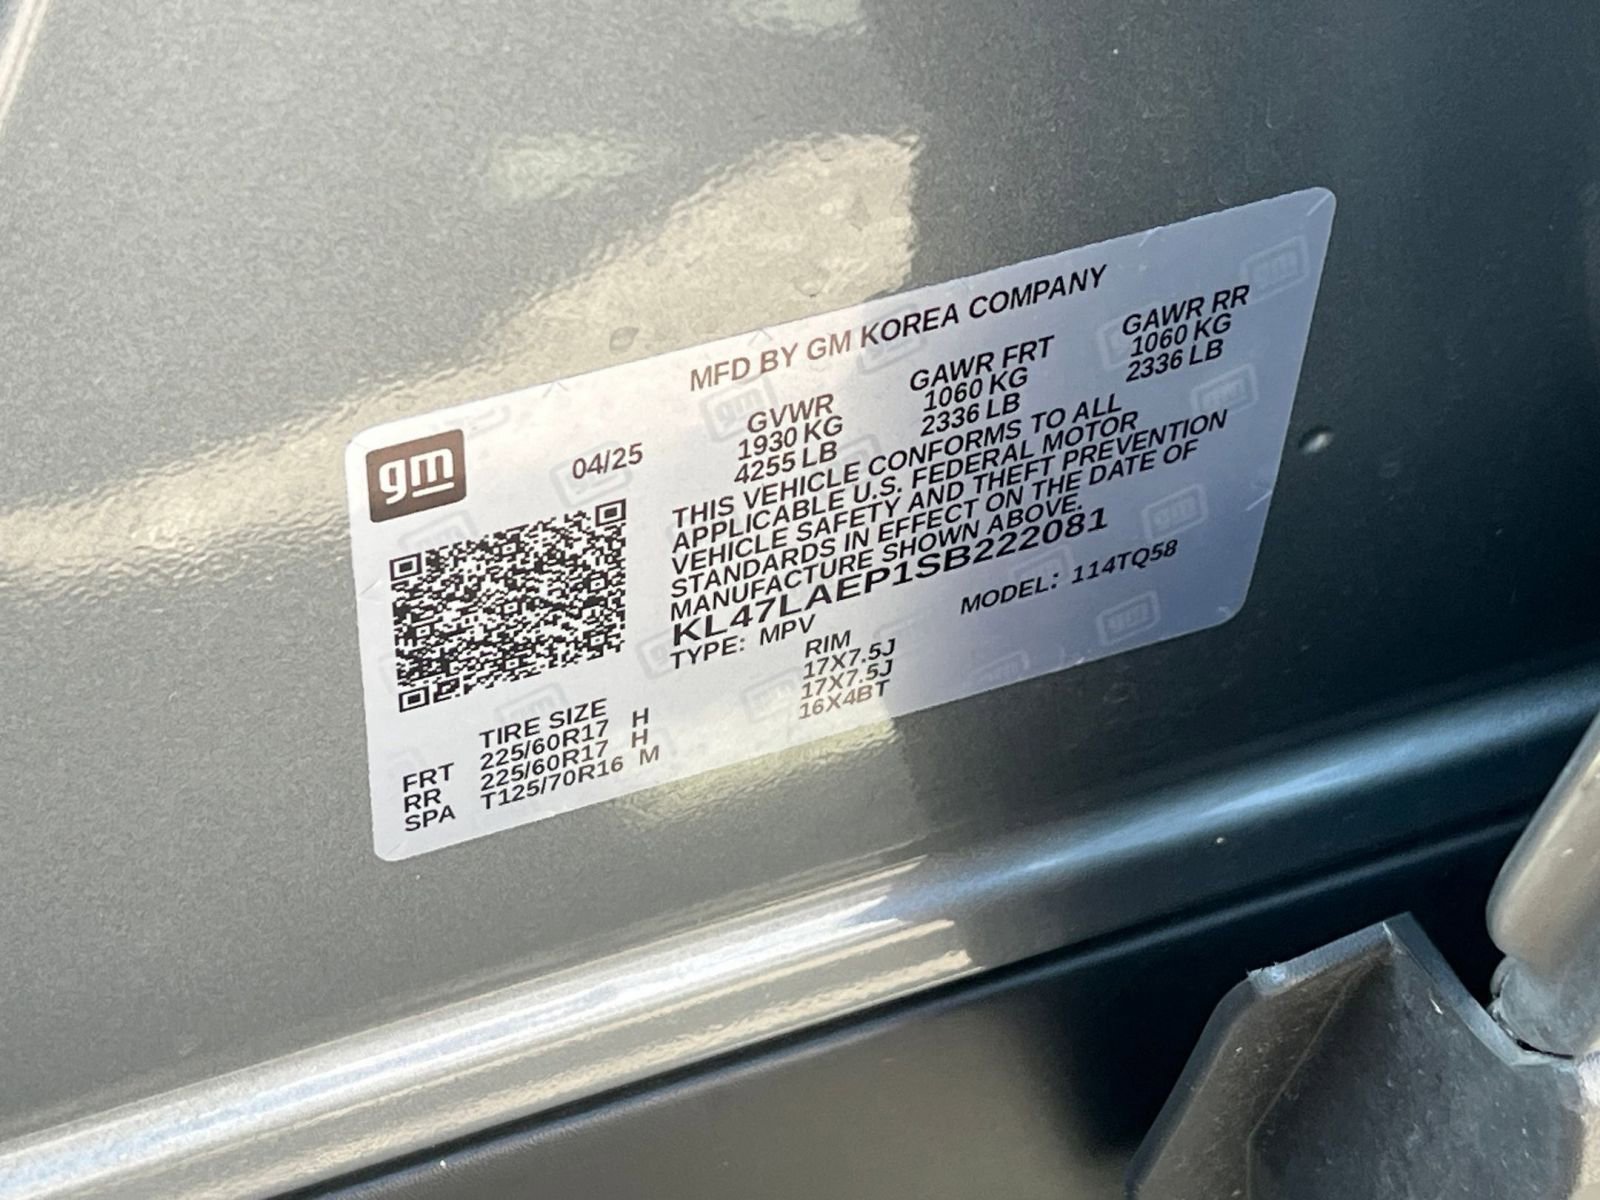 MFD BY GM KOREA COMPANY
gm
04/25
GVWR GAWR FRT GAWR RR
1930 KG 1060 KG 1060 KG
4255 LB 2336 LB 2336 LB
THIS VEHICLE CONFORMS TO ALL
APPLICABLE U.S. FEDERAL MOTOR
VEHICLE SAFETY AND THEFT PREVENTION
STANDARDS IN EFFECT ON THE DATE OF
MANUFACTURE SHOWN ABOVE.
KL47LAEP1SB222081
TYPE: MPV MODEL: 114TQ58
TIRE SIZE RIM
FRT 225/60R17 H 17X7.5J
RR 225/60R17 H 17X7.5J
SPA T125/70R16 M 16X4BT